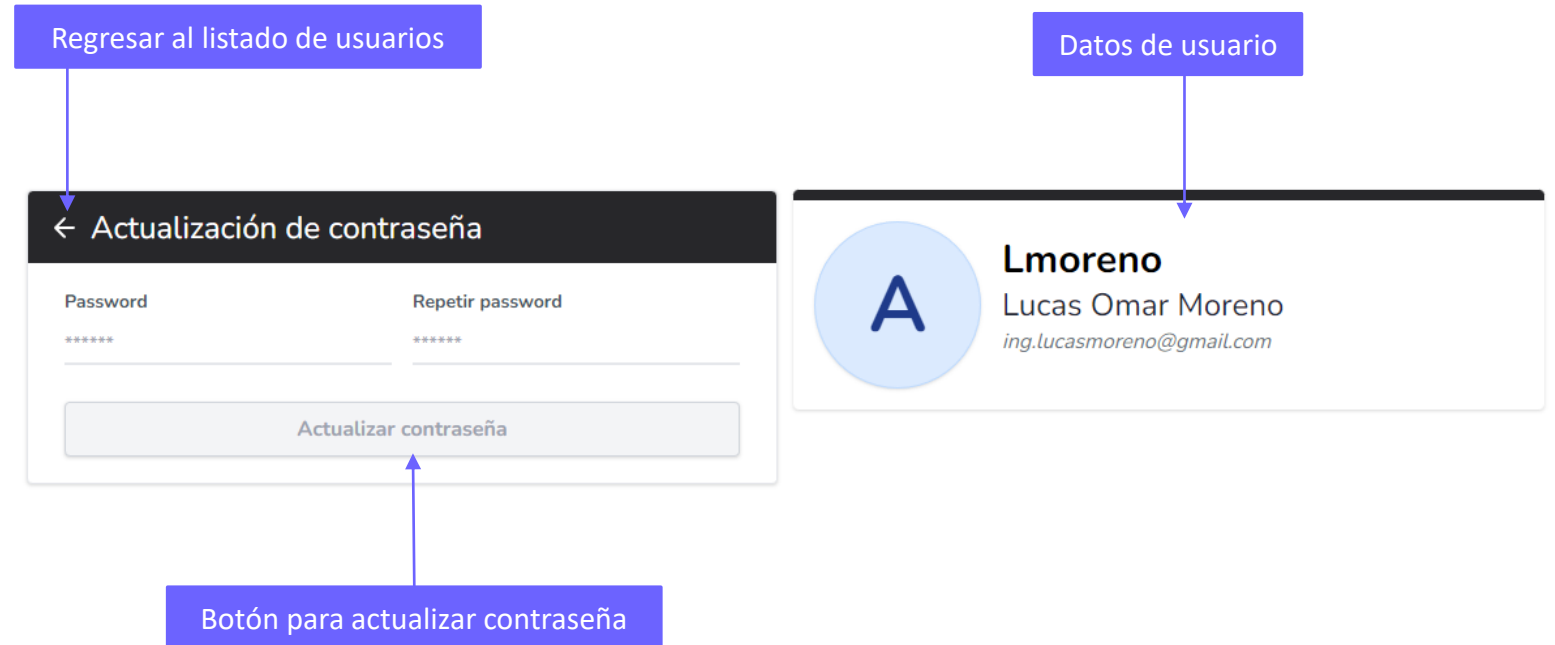 Regresar al listado de usuarios
Datos de usuario
← Actualización de contraseña
Password
Repetir password
******
******
Actualizar contraseña
A
Lmoreno
Lucas Omar Moreno
ing.lucasmoreno@gmail.com
Botón para actualizar contraseña